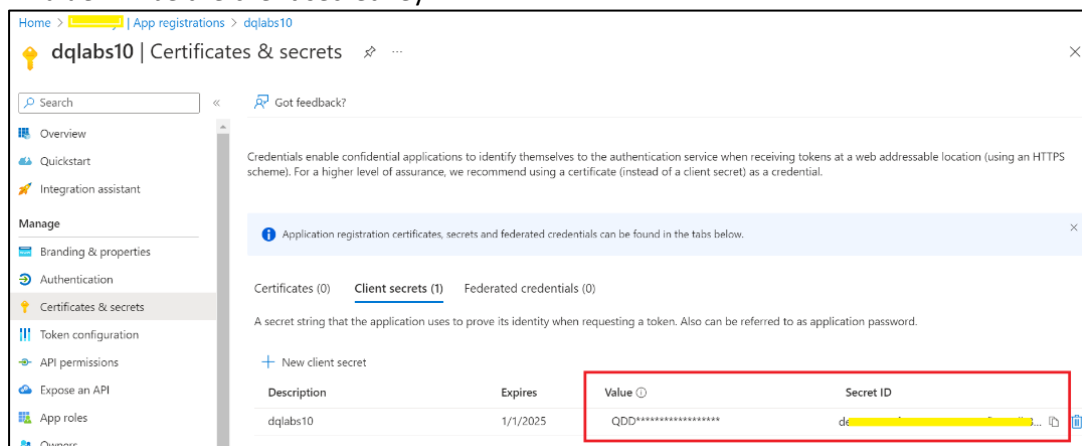 Home > | App registrations > dqlabs10
dqlabs10 | Certificates & secrets
Search
Got feedback?
Overview
Quickstart
Integration assistant
Credentials enable confidential applications to identify themselves to the authentication service when receiving tokens at a web addressable location (using an HTTPS
scheme). For a higher level of assurance, we recommend using a certificate (instead of a client secret) as a credential.
Manage
Application registration certificates, secrets and federated credentials can be found in the tabs below.
Branding & properties
Authentication
Certificates & secrets
Token configuration
API permissions
Expose an API
App roles
Owners
Certificates (0) Client secrets (1) Federated credentials (0)
A secret string that the application uses to prove its identity when requesting a token. Also can be referred to as application password.
+ New client secret
Description Expires Value Secret ID
dqlabs10 1/1/2025 QDD******************